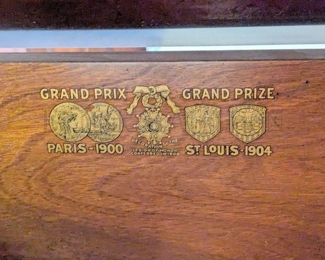 GRAND PRIX
GRAND PRIZE
PARIS-1900
ST LOUIS-1904